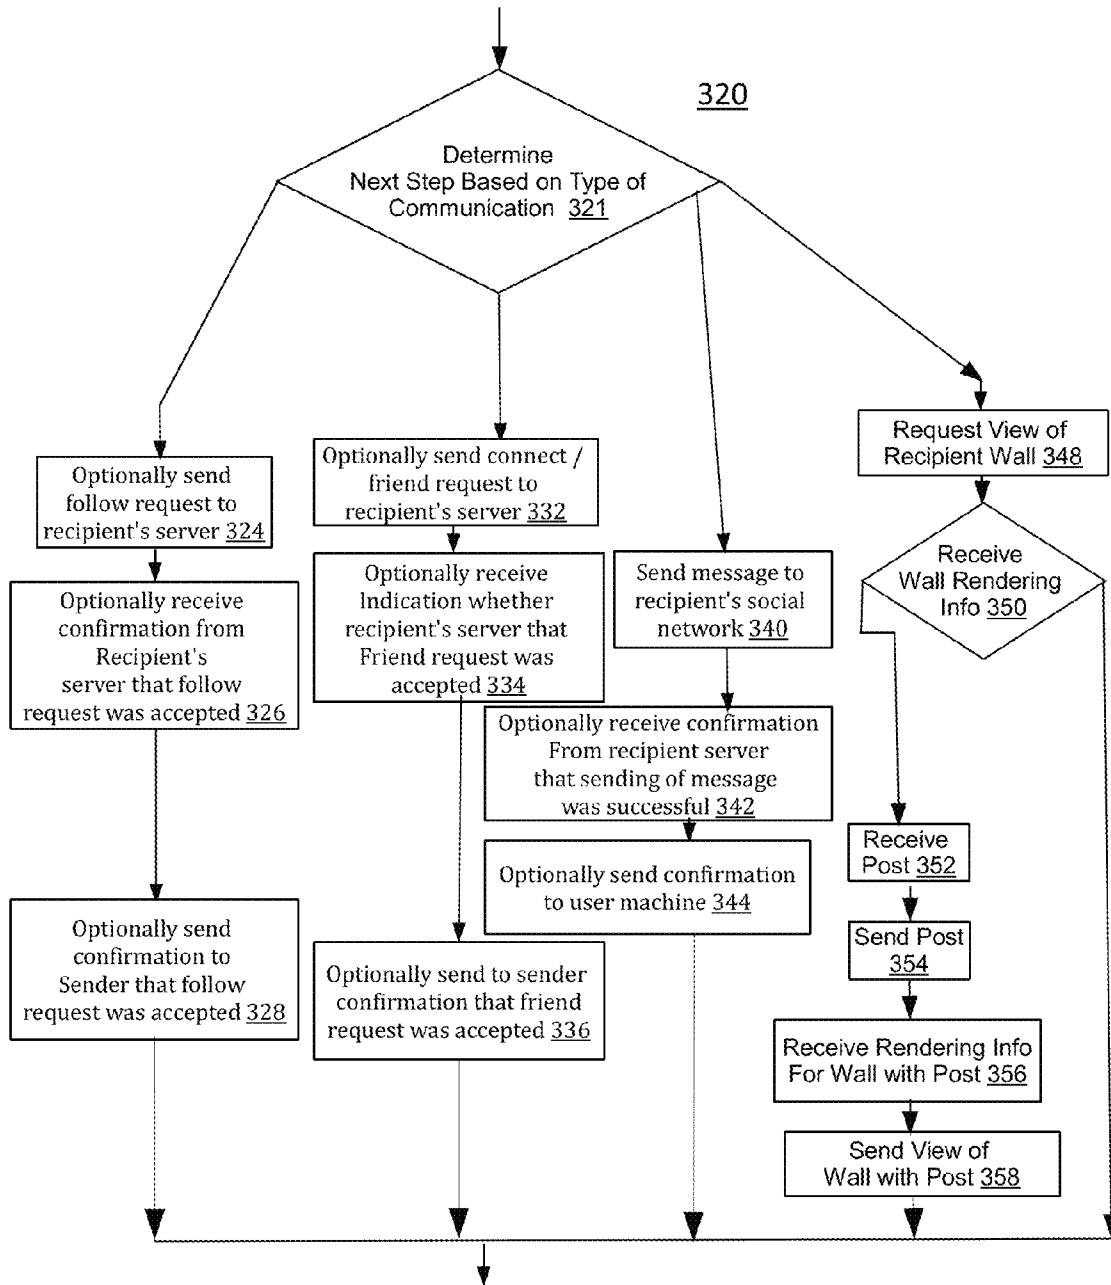 320
Determine
Next Step Based on Type of
Communication 321
Optionally send
follow request to
recipient's server 324
Optionally receive
confirmation from
Recipient's
server that follow
request was accepted 326
Optionally send
confirmation to
Sender that follow
request was accepted 328
Optionally send connect /
friend request to
recipient's server 332
Optionally receive
Indication whether
recipient's server that
Friend request was
accepted 334
Optionally send to sender
confirmation that friend
request was accepted 336
Send message to
recipient's social
network 340
Optionally receive confirmation
From recipient server
that sending of message
was successful 342
Optionally send confirmation
to user machine 344
Request View of
Recipient Wall 348
Receive
Wall Rendering
Info 350
Receive
Post 352
Send Post
354
Receive Rendering Info
For Wall with Post 356
Send View of
Wall with Post 358